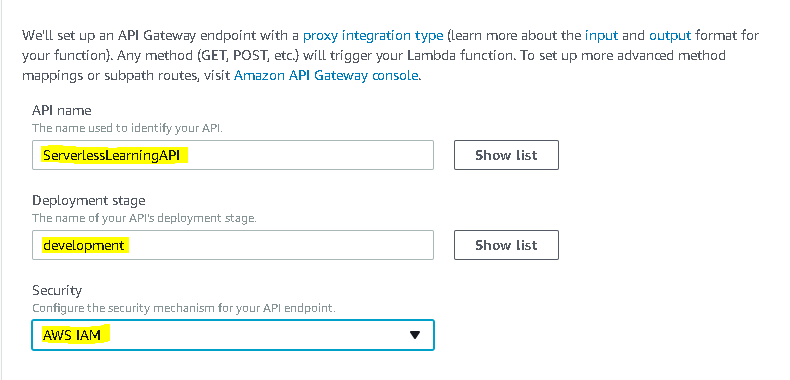 We'll set up an API Gateway endpoint with a proxy integration type (learn more about the input and output format for
your function). Any method (GET, POST, etc.) will trigger your Lambda function. To set up more advanced method
mappings or subpath routes, visit Amazon API Gateway console.
API name
The name used to identify your API.
ServerlessLearningAPI
Show list
Deployment stage
The name of your API's deployment stage.
development
Show list
Security
Configure the security mechanism for your API endpoint.
AWS IAM